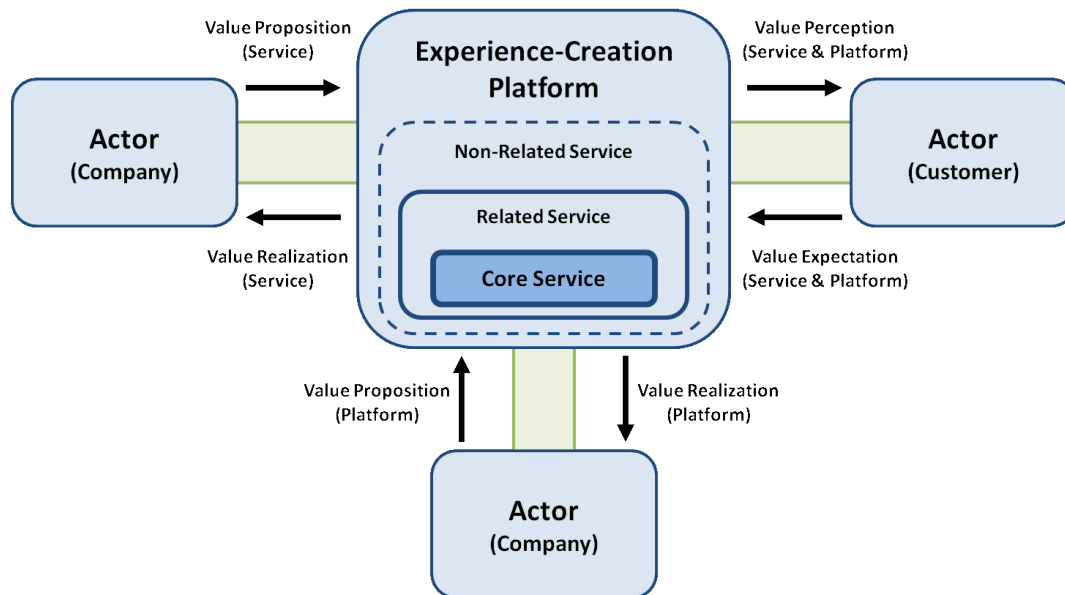 Value Proposition
(Service)
Experience-Creation
Platform
Value Perception
(Service & Platform)
Actor
(Company)
Non-Related Service
Actor
(Customer)
Related Service
Value Realization
(Service)
Core Service
Value Expectation
(Service & Platform)
Value Proposition
(Platform)
Value Realization
(Platform)
Actor
(Company)